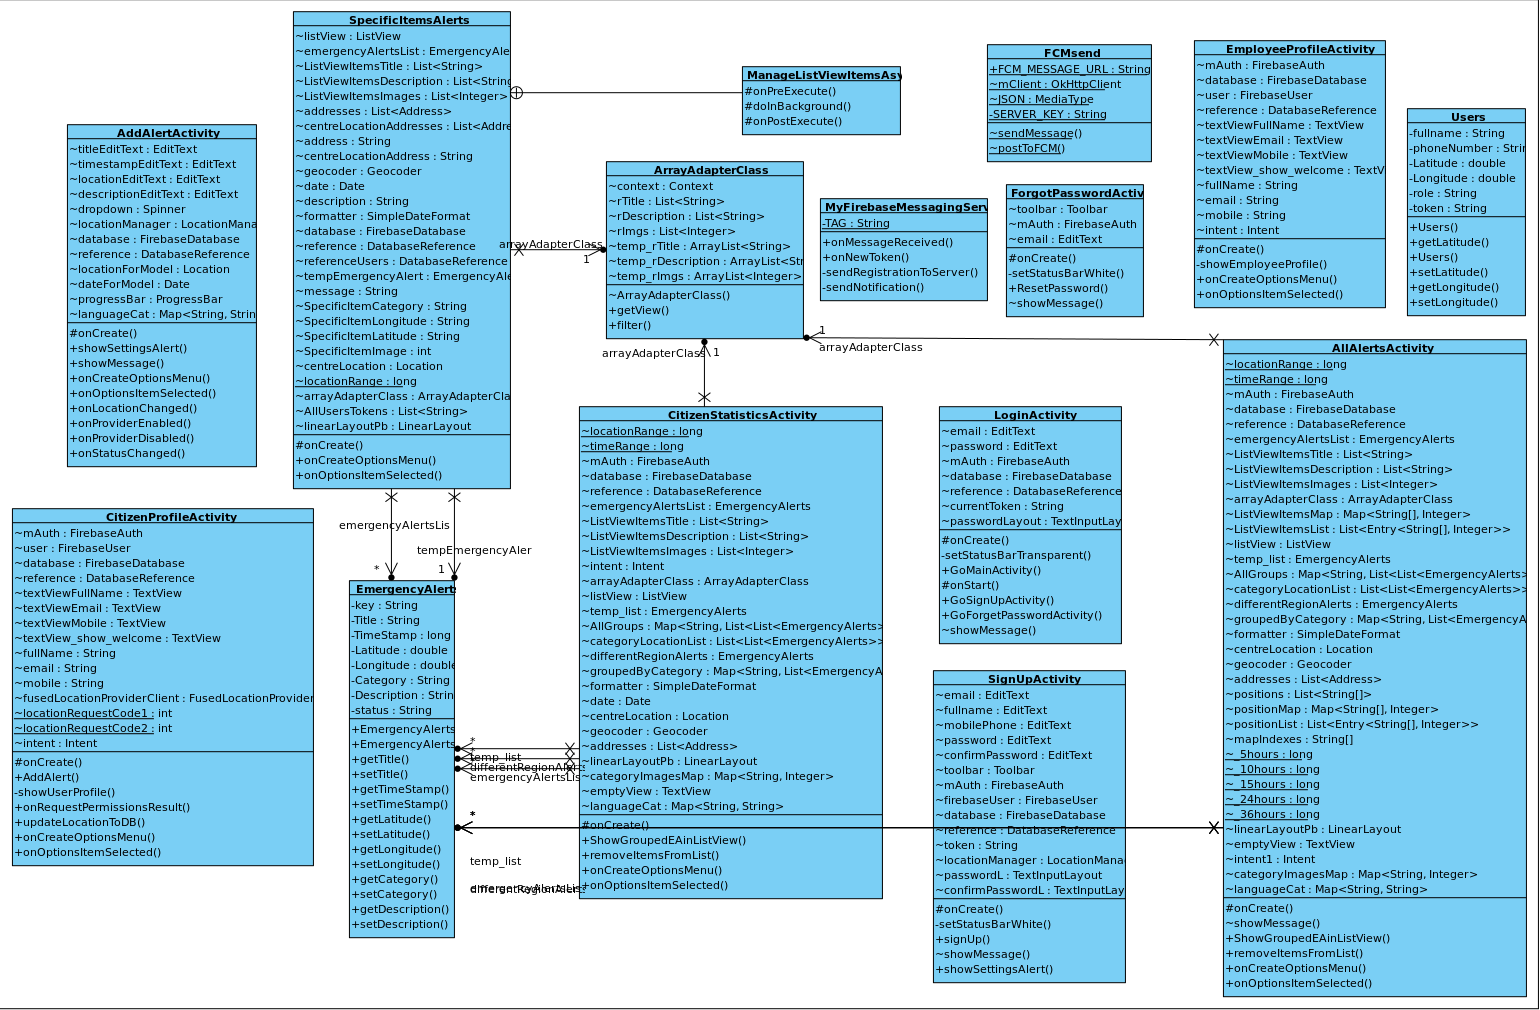 SpecificItemsAlerts
~listView : ListView
~emergencyAlertsList : EmergencyAle
~ListViewItemsTitle : List<String>
~ListViewItemsDescription : List<String
~ListViewItemsImages : List<Integer>
~addresses : List<Address>
~centreLocationAddresses : List<Addre
~address : String
~centreLocationAddress : String
~geocoder : Geocoder
~date : Date
~description : String
~formatter : SimpleDateFormat
~database : FirebaseDatabase
~reference : DatabaseReference
~referenceUsers : DatabaseReference
~tempEmergencyAlert : EmergencyAle
~message : String
~SpecificItemCategory : String
~SpecificItemLongitude : String
~SpecificItemLatitude : String
~SpecificItemImage : int
~centreLocation : Location
~locationRange : long
~arrayAdapterClass : ArrayAdapterCla
~AllUsersTokens : List<String>
~linearLayoutPb : LinearLayout
#onCreate()
+onCreateOptionsMenu()
+onOptionsItemSelected()
ManageListViewItemsAsy
#onPreExecute()
#doInBackground()
#onPostExecute()
FCMsend
+FCM_MESSAGE_URL : String
~mClient : OkHttpClient
~JSON : MediaType
-SERVER_KEY : String
~sendMessage()
~postToFCM()
EmployeeProfileActivity
~mAuth : FirebaseAuth
~database : FirebaseDatabase
~user : FirebaseUser
~reference : DatabaseReference
~textViewFullName : TextView
~textViewEmail : TextView
~textViewMobile : TextView
~textView_show_welcome : TextV
~fullName : String
~email : String
~mobile : String
~intent : Intent
#onCreate()
-showEmployeeProfile()
+onCreateOptionsMenu()
+onOptionsItemSelected()
Users
-fullname : String
-phoneNumber : Strin
-Latitude : double
-Longitude : double
-role : String
-token : String
+Users()
+getLatitude()
+Users()
+setLatitude()
+getLongitude()
+setLongitude()
AddAlertActivity
~titleEditText : EditText
~timestampEditText : EditText
~locationEditText : EditText
~descriptionEditText : EditText
~dropdown : Spinner
~locationManager : LocationMana
~database : FirebaseDatabase
~reference : DatabaseReference
~locationForModel : Location
~dateForModel : Date
~progressBar : ProgressBar
~languageCat : Map<String, Strin
#onCreate()
+showSettingsAlert()
+showMessage()
+onCreateOptionsMenu()
+onOptionsItemSelected()
+onLocationChanged()
+onProviderEnabled()
+onProviderDisabled()
+onStatusChanged()
ArrayAdapterClass
~context : Context
~rTitle : List<String>
~rDescription : List<String>
~rImgs : List<Integer>
~temp_rTitle : ArrayList<String>
~temp_rDescription : ArrayList<Str
~temp_rImgs : ArrayList<Integer>
~ArrayAdapterClass()
+getView()
+filter()
arrayAdapterClass
1
MyFirebaseMessagingServ
-TAG : String
+onMessageReceived()
+onNewToken()
-sendRegistrationToServer()
-sendNotification()
ForgotPasswordActiv
~toolbar : Toolbar
~mAuth : FirebaseAuth
~email : EditText
#onCreate()
-setStatusBarWhite()
+ResetPassword()
~showMessage()
1
arrayAdapterClass
arrayAdapterClass
1
AllAlertsActivity
~locationRange : long
~timeRange : long
~mAuth : FirebaseAuth
~database : FirebaseDatabase
~reference : DatabaseReference
~emergencyAlertsList : EmergencyAlerts
~ListViewItemsTitle : List<String>
~ListViewItemsDescription : List<String>
~ListViewItemsImages : List<Integer>
~arrayAdapterClass : ArrayAdapterClass
~ListViewItemsMap : Map<String[], Integer>
~ListViewItemsList : List<Entry<String[], Integer>>
~listView : ListView
~temp_list : EmergencyAlerts
~AllGroups : Map<String, List<List<EmergencyAlerts>
~categoryLocationList : List<List<EmergencyAlerts>>
~differentRegionAlerts : EmergencyAlerts
~groupedByCategory : Map<String, List<EmergencyA
~formatter : SimpleDateFormat
~centreLocation : Location
~geocoder : Geocoder
~addresses : List<Address>
~positions : List<String[]>
~positionMap : Map<String[], Integer>
~positionList : List<Entry<String[], Integer>>
~mapIndexes : String[]
~_5hours : long
~_10hours : long
~_15hours : long
~_24hours : long
~_36hours : long
~linearLayoutPb : LinearLayout
~emptyView : TextView
~intent1 : Intent
~categoryImagesMap : Map<String, Integer>
~languageCat : Map<String, String>
#onCreate()
~showMessage()
+ShowGroupedEAinListView()
+removeItemsFromList()
+onCreateOptionsMenu()
+onOptionsItemSelected()
CitizenStatisticsActivity
~locationRange : long
~timeRange : long
~mAuth : FirebaseAuth
~database : FirebaseDatabase
~reference : DatabaseReference
~emergencyAlertsList : EmergencyAlerts
~ListViewItemsTitle : List<String>
~ListViewItemsDescription : List<String>
~ListViewItemsImages : List<Integer>
~intent : Intent
~arrayAdapterClass : ArrayAdapterClass
~listView : ListView
~temp_list : EmergencyAlerts
~AllGroups : Map<String, List<List<EmergencyAlerts>
~categoryLocationList : List<List<EmergencyAlerts>>
~differentRegionAlerts : EmergencyAlerts
~groupedByCategory : Map<String, List<EmergencyA
~formatter : SimpleDateFormat
~date : Date
~centreLocation : Location
~geocoder : Geocoder
~addresses : List<Address>
~linearLayoutPb : LinearLayout
~categoryImagesMap : Map<String, Integer>
~emptyView : TextView
~languageCat : Map<String, String>
#onCreate()
+ShowGroupedEAinListView()
+removeItemsFromList()
+onCreateOptionsMenu()
+onOptionsItemSelected()
LoginActivity
~email : EditText
~password : EditText
~mAuth : FirebaseAuth
~database : FirebaseDatabase
~reference : DatabaseReference
~currentToken : String
~passwordLayout : TextInputLay
#onCreate()
-setStatusBarTransparent()
+GoMainActivity()
#onStart()
+GoSignUpActivity()
+GoForgetPasswordActivity()
~showMessage()
CitizenProfileActivity
~mAuth : FirebaseAuth
~user : FirebaseUser
~database : FirebaseDatabase
~reference : DatabaseReference
~textViewFullName : TextView
~textViewEmail : TextView
~textViewMobile : TextView
~textView_show_welcome : TextView
~fullName : String
~email : String
~mobile : String
~fusedLocationProviderClient : FusedLocationProvider
~locationRequestCode1 : int
~locationRequestCode2 : int
~intent : Intent
#onCreate()
+AddAlert()
-showUserProfile()
+onRequestPermissionsResult()
+updateLocationToDB()
+onCreateOptionsMenu()
+onOptionsItemSelected()
emergencyAlertsLis
tempEmergencyAler
*
1
EmergencyAlerts
-key : String
-Title : String
-TimeStamp : long
-Latitude : double
-Longitude : double
-Category : String
-Description : Strin
-status : String
+EmergencyAlerts
+EmergencyAlerts
+getTitle()
+setTitle()
+getTimeStamp()
+setTimeStamp()
+getLatitude()
+setLatitude()
+getLongitude()
+setLongitude()
+getCategory()
+setCategory()
+getDescription()
+setDescription()
*
*
temp_list
differentRegionAlerts
emergencyAlertsLis
*
temp_list
SignUpActivity
~email : EditText
~fullname : EditText
~mobilePhone : EditText
~password : EditText
~confirmPassword : EditText
~toolbar : Toolbar
~mAuth : FirebaseAuth
~firebaseUser : FirebaseUser
~database : FirebaseDatabase
~reference : DatabaseReference
~token : String
~locationManager : LocationMana
~passwordL : TextInputLayout
~confirmPasswordL : TextInputLay
#onCreate()
-setStatusBarWhite()
+signUp()
~showMessage()
+showSettingsAlert()